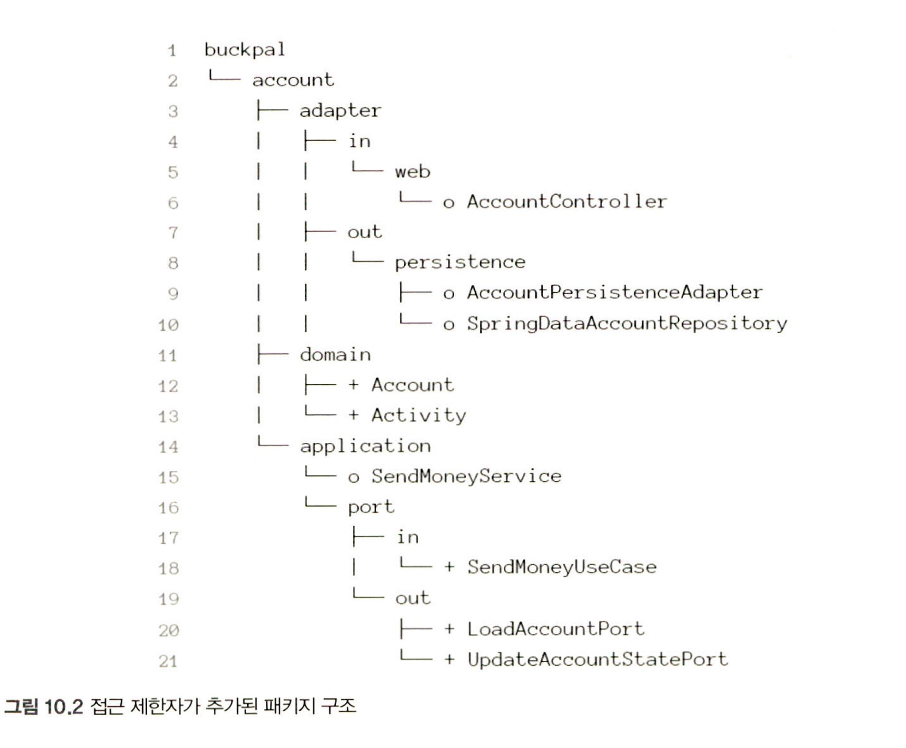 1 buckpal
2 └── account
3     ├── adapter
4     |   ├── in
5     |   |   └── web
6     |   |       └── o AccountController
7     |   ├── out
8     |   |   └── persistence
9     |   |       ├── o AccountPersistenceAdapter
10     |   |       └── o SpringDataAccountRepository
11     ├── domain
12     |   ├── + Account
13     |   └── + Activity
14     └── application
15         └── o SendMoneyService
16         └── port
17             ├── in
18             |   └── + SendMoneyUseCase
19             └── out
20                 ├── + LoadAccountPort
21                 └── + UpdateAccountStatePort
그림 10.2 접근 제한자가 추가된 패키지 구조